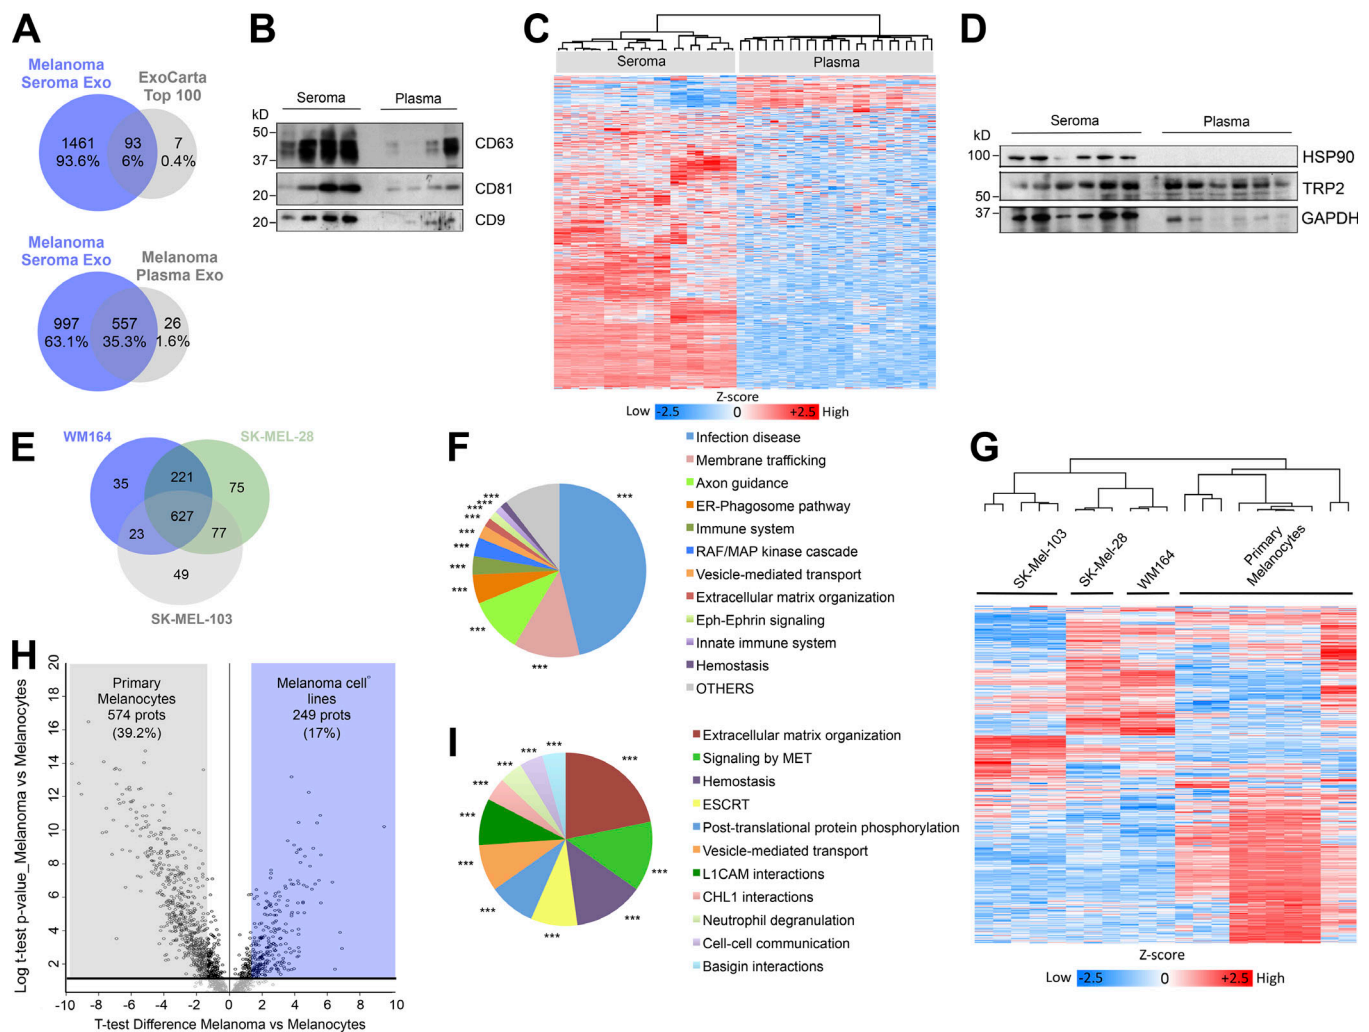 A
Melanoma
Seroma Exo
ExoCarta
Top 100
1461
93.6%
93
6%
7
0.4%
Melanoma
Seroma Exo
Melanoma
Plasma Exo
997
63.1%
557
35.3%
26
1.6%
B
Seroma Plasma
kD
50
37
CD63
20
CD81
20
CD9
C
Seroma Plasma
Z-score
Low -2.5 0 +2.5 High
D
Seroma Plasma
kD
100
HSP90
TRP2
50
37
GAPDH
E
WM164
SK-MEL-28
35
221
75
627
23
77
49
SK-MEL-103
F
***
***
***
***
***
***
***
***
***
***
***
Infection disease
Membrane trafficking
Axon guidance
ER-Phagosome pathway
Immune system
RAF/MAP kinase cascade
Vesicle-mediated transport
Extracellular matrix organization
Eph-Ephrin signaling
Innate immune system
Hemostasis
OTHERS
G
SK-Mel-103
SK-Mel-28
WM164
Primary
Melanocytes
Z-score
Low -2.5 0 +2.5 High
H
Log t-test p-value_Melanoma vs Melanocytes
20
18
16
14
12
10
8
6
4
2
Primary
Melanocytes
574 prots
(39.2%)
Melanoma cell
lines
249 prots
(17%)
-10 -8 -6 -4 -2 0 2 4 6 8 10
T-test Difference Melanoma vs Melanocytes
I
***
***
***
***
***
***
***
***
***
***
***
Extracellular matrix organization
Signaling by MET
Hemostasis
ESCRT
Post-translational protein phosphorylation
Vesicle-mediated transport
L1CAM interactions
CHL1 interactions
Neutrophil degranulation
Cell-cell communication
Basigin interactions